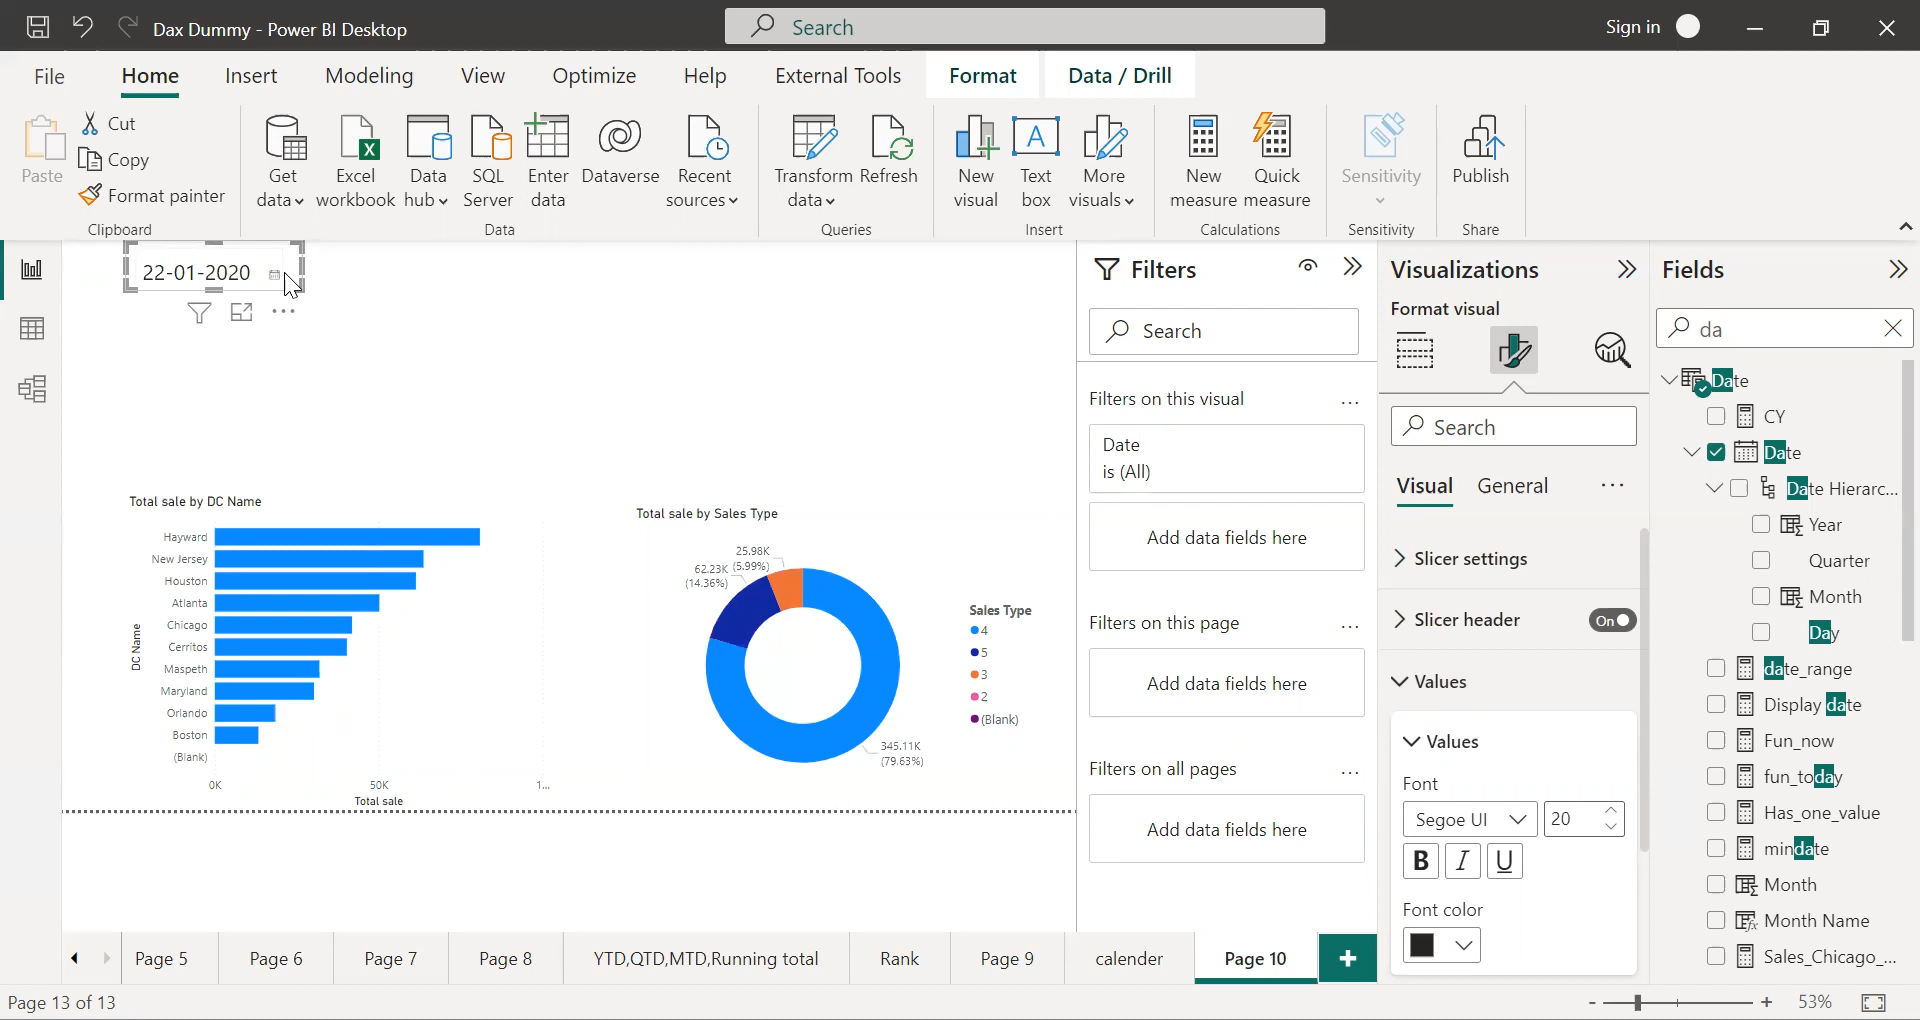 Dax Dummy - Power BI Desktop
Search
Sign in
File
Home
Insert
Modeling
View
Optimize
Help
External Tools
Format
Data / Drill
Paste
Cut
Copy
Format painter
Clipboard
Get data
Excel workbook
Data hub
SQL Server
Enter data
Dataverse
Recent sources
Data
Transform data
Refresh
Queries
New visual
A
Text box
More visuals
Insert
New measure
Quick measure
Calculations
Sensitivity
Sensitivity
Publish
Share
22-01-2020
Total sale by DC Name
DC Name
Hayward
New Jersey
Houston
Atlanta
Chicago
Cerritos
Maspeth
Maryland
Orlando
Boston
(Blank)
0K
50K
1...
Total sale
Total sale by Sales Type
25.98K
(5.99%)
62.23K
(14.36%)
345.11K
(79.63%)
Sales Type
4
5
3
2
(Blank)
Filters
Search
Filters on this visual
...
Date
is (All)
Add data fields here
Filters on this page
...
Add data fields here
Filters on all pages
...
Add data fields here
Visualizations
Format visual
Search
Visual
General
...
Slicer settings
Slicer header
On
Values
Values
Font
Segoe UI
20
B
I
U
Font color
Fields
da
Date
CY
Date
Date Hierarc...
Year
Quarter
Month
Day
date_range
Display date
Fun_now
fun_today
Has_one_value
mindate
Month
Month Name
Sales_Chicago_...
Page 5
Page 6
Page 7
Page 8
YTD,QTD,MTD,Running total
Rank
Page 9
calender
Page 10
+
Page 13 of 13
-
+
53%